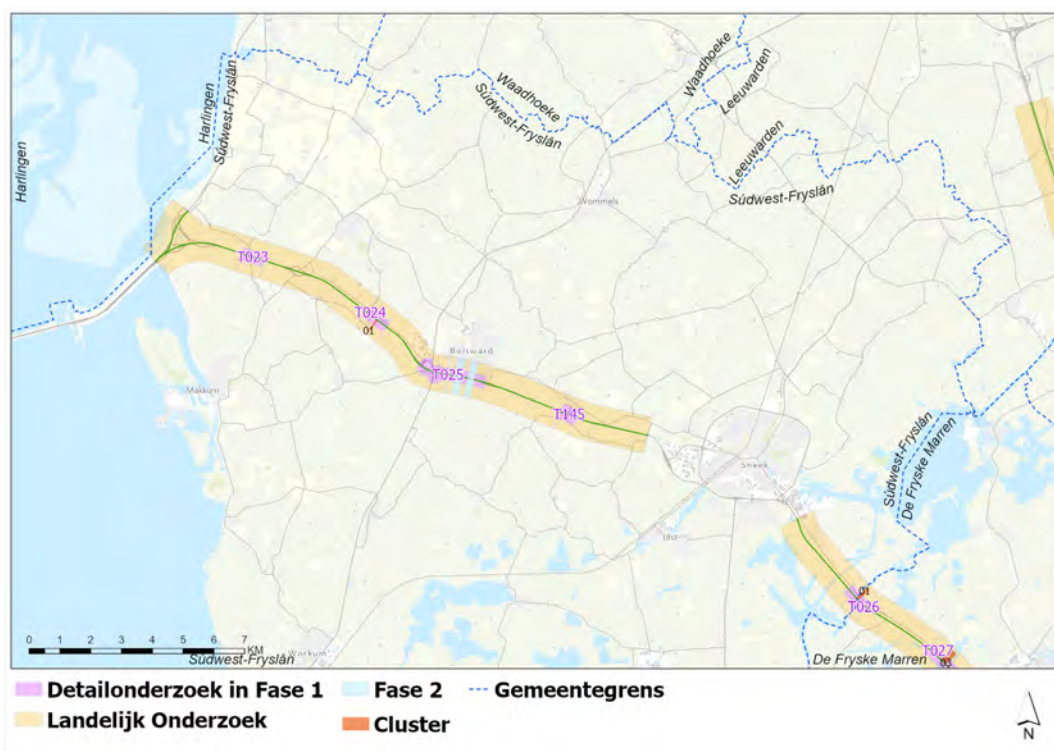 Harlingen
Harlingen
Súdwest-Fryslân
Waadhoeke
Súdwest-Fryslân
Waadhoeke
Leeuwarden
Leeuwarden
Súdwest-Fryslân
Wommels
T023
T024
01
Bolsward
T025
Makkum
T145
Sneek
Súdwest-Fryslân
De Fryske Marren
IJlst
01
T026
T027
03
0 1 2 3 4 5 6 7
KM
Workum
Súdwest-Fryslân
De Fryske Marren
Detailonderzoek in Fase 1
Fase 2
Gemeentegrens
Landelijk Onderzoek
Cluster
N